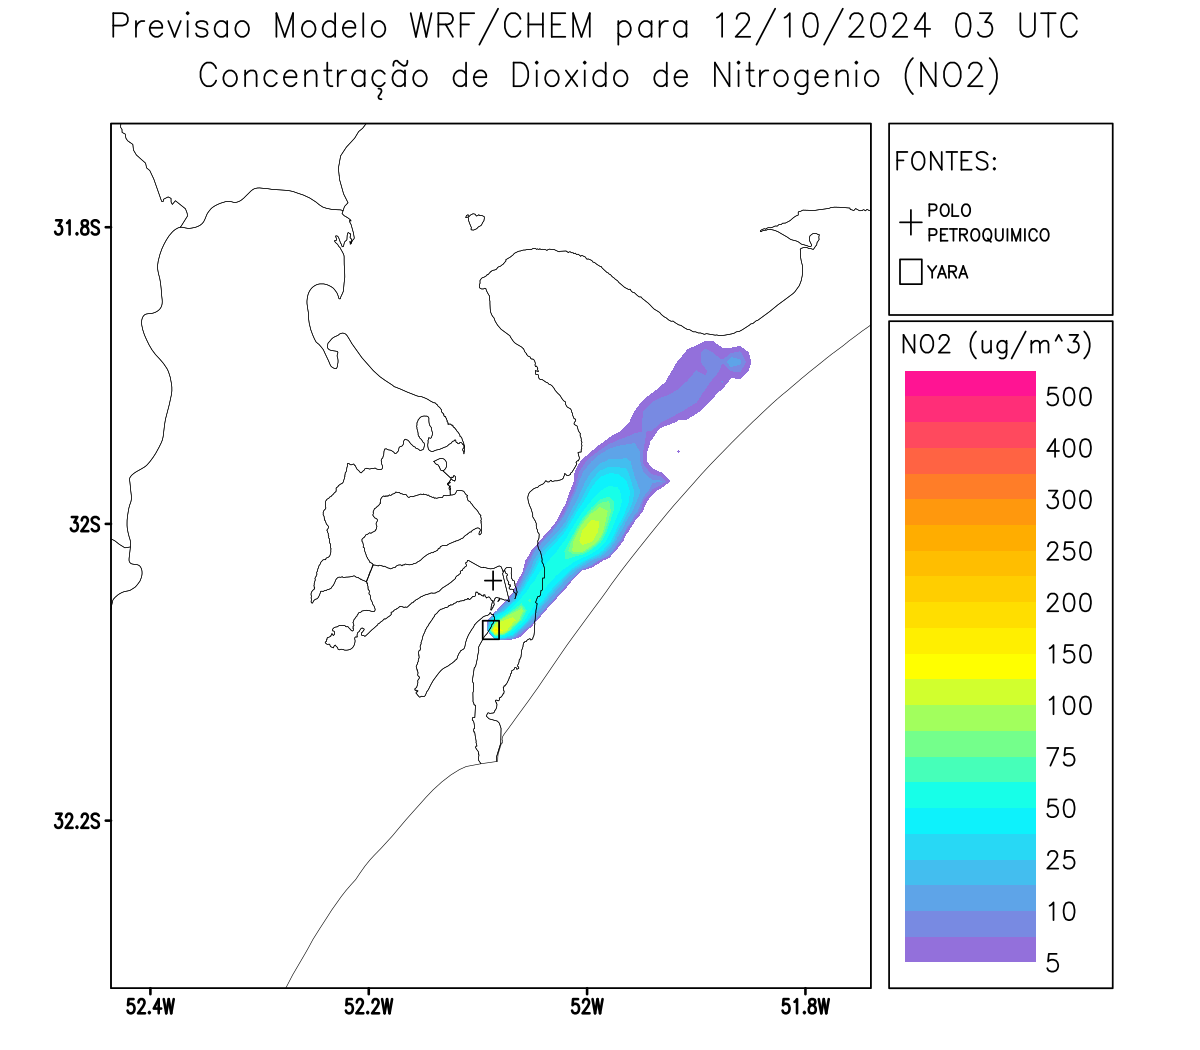 Previsao Modelo WRF/CHEM para 12/10/2024 03 UTC
Concentração de Dioxido de Nitrogenio (NO2)
FONTES:
POLO
PETROQUIMICO
YARA
NO2 (ug/m^3)
500
400
300
250
200
150
100
75
50
25
10
5
31.8S
32S
32.2S
52.4W
52.2W
52W
51.8W